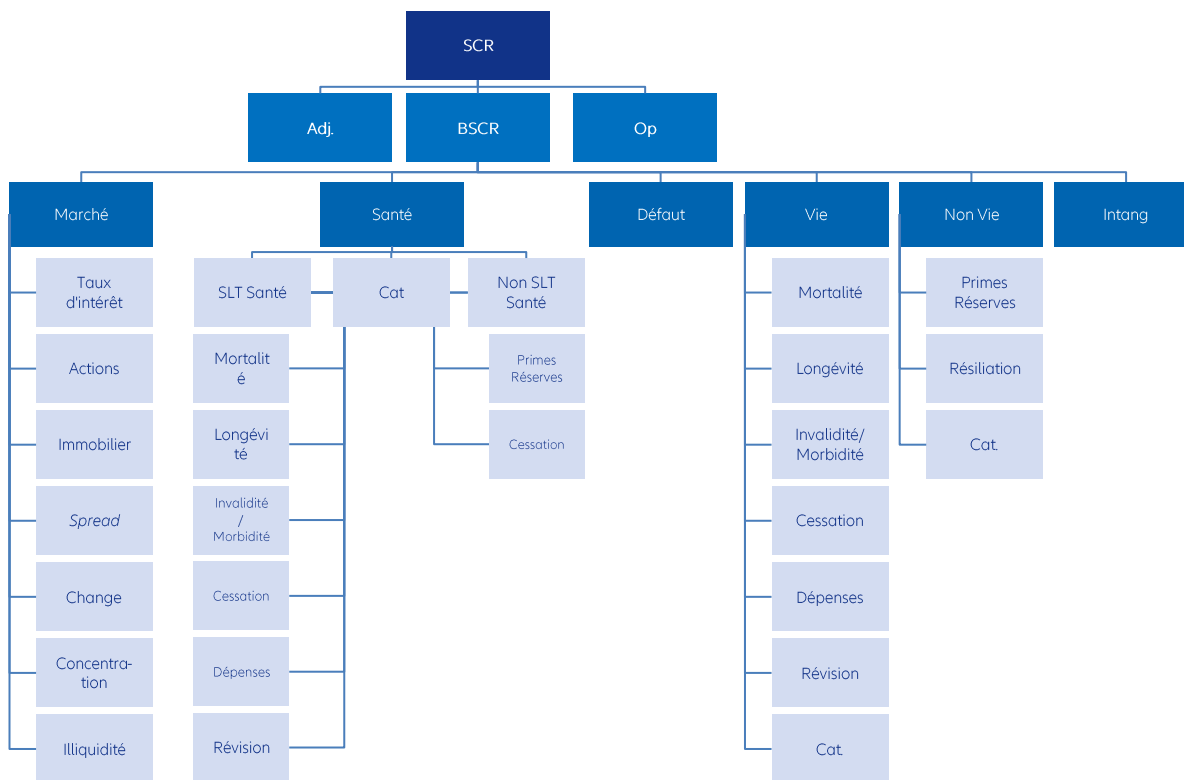 SCR
Adj.
BSCR
Op
Marché
Santé
Défaut
Vie
Non Vie
Intang
Taux
d'intérêt
SLT Santé
Cat
Non SLT
Santé
Mortalité
Primes
Réserves
Actions
Mortalit
é
Primes
Réserves
Longévité
Résiliation
Immobilier
Longévi
té
Cessation
Invalidité/
Morbidité
Cat.
Spread
Invalidité
/
Morbidité
Cessation
Change
Cessation
Dépenses
Concentra-
tion
Dépenses
Révision
Illiquidité
Révision
Cat.